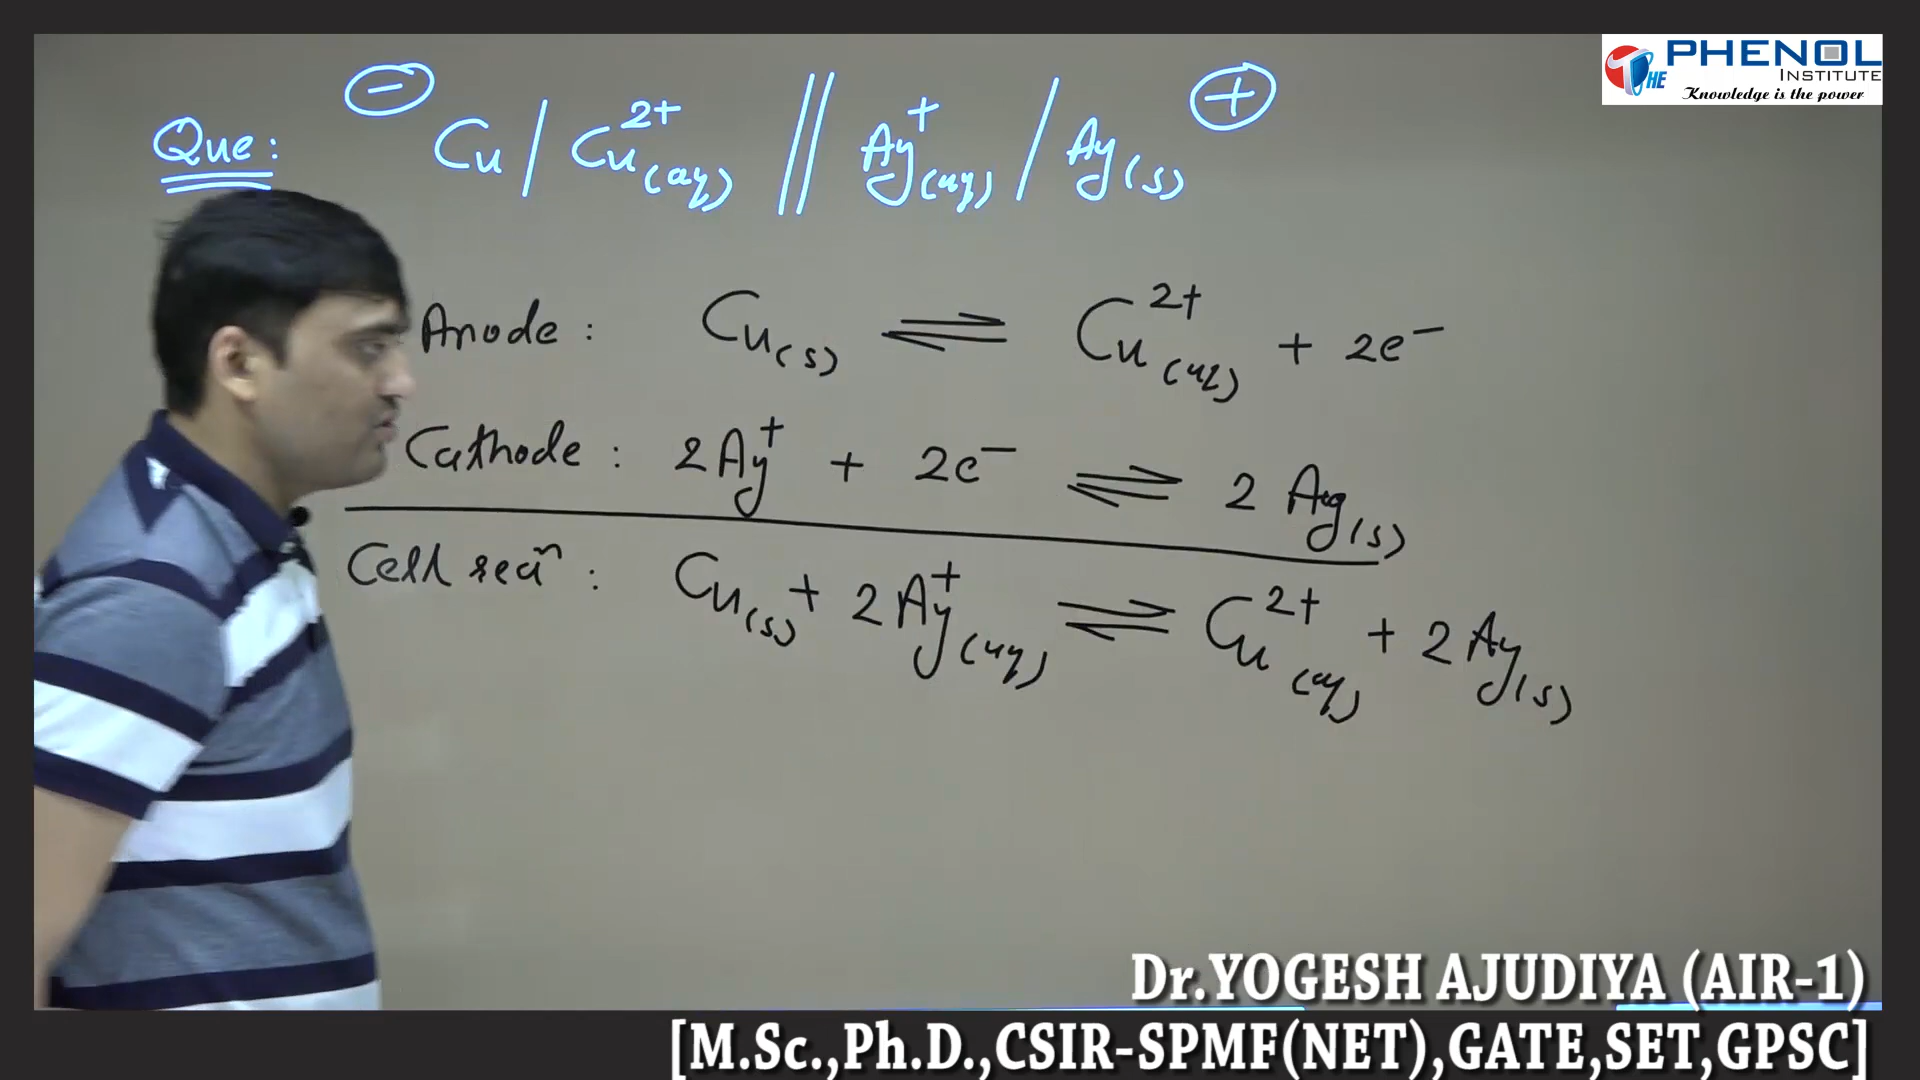 THE PHENOL
INSTITUTE
Knowledge is the power
Que: ⊖ Cu / Cu²⁺(aq) // Ag⁺(aq) / Ag(s) ⊕
Anode: Cu(s) ⇌ Cu²⁺(aq) + 2e⁻
Cathode: 2Ag⁺ + 2e⁻ ⇌ 2Ag(s)
Cell reaⁿ: Cu(s) + 2Ag⁺(aq) ⇌ Cu²⁺(aq) + 2Ag(s)
Dr.YOGESH AJUDIYA (AIR-1)
[M.Sc.,Ph.D.,CSIR-SPMF(NET),GATE,SET,GPSC]